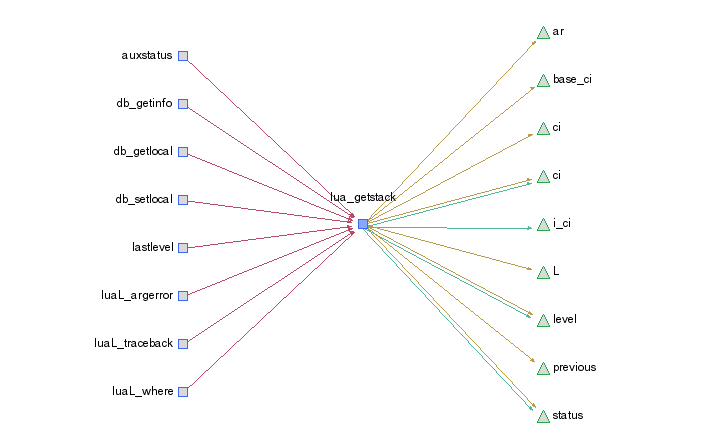 auxstatus
db_getinfo
db_getlocal
db_setlocal
lastlevel
luaL_argerror
luaL_traceback
luaL_where
lua_getstack
ar
base_ci
ci
ci
i_ci
L
level
previous
status